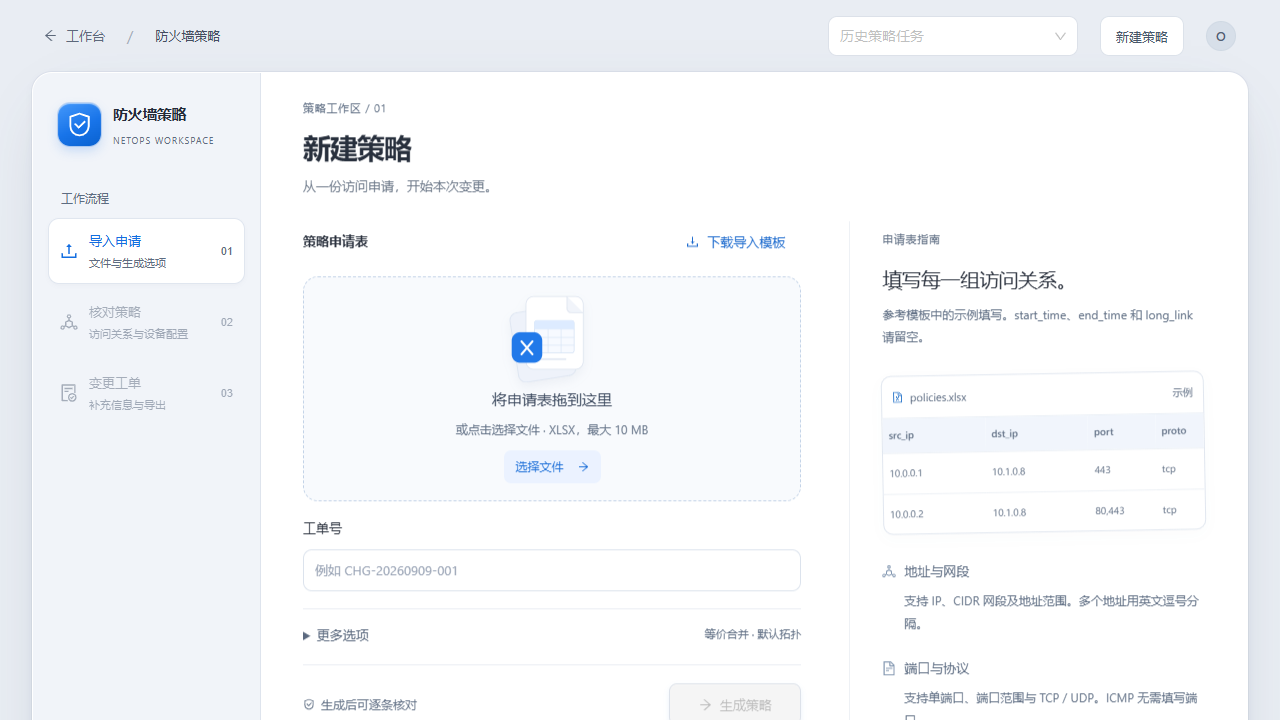 工作台 / 防火墙策略
历史策略任务
新建策略
O
防火墙策略
NETOPS WORKSPACE
工作流程
导入申请
文件与生成选项
01
核对策略
访问关系与设备配置
02
变更工单
补充信息与导出
03
策略工作区 / 01
新建策略
从一份访问申请，开始本次变更。
策略申请表
下载导入模板
X
将申请表拖到这里
或点击选择文件 · XLSX，最大 10 MB
选择文件
工单号
例如 CHG-20260909-001
更多选项
等价合并 · 默认拓扑
生成后可逐条核对
生成策略
申请表指南
填写每一组访问关系。
参考模板中的示例填写。start_time、end_time 和 long_link
请留空。
policies.xlsx
示例
src_ip dst_ip port proto
10.0.0.1 10.1.0.8 443 tcp
10.0.0.2 10.1.0.8 80,443 tcp
地址与网段
支持 IP、CIDR 网段及地址范围。多个地址用英文逗号分
隔。
端口与协议
支持单端口、端口范围与 TCP / UDP。ICMP 无需填写端